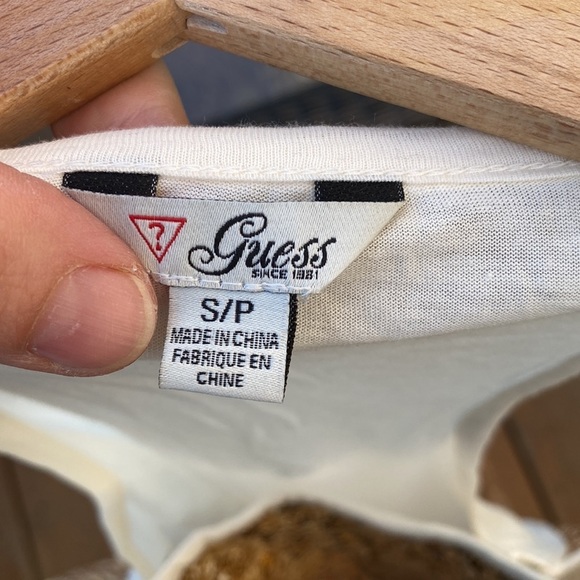 ?
Guess
SINCE 1981
S/P
MADE IN CHINA
FABRIQUE EN
CHINE